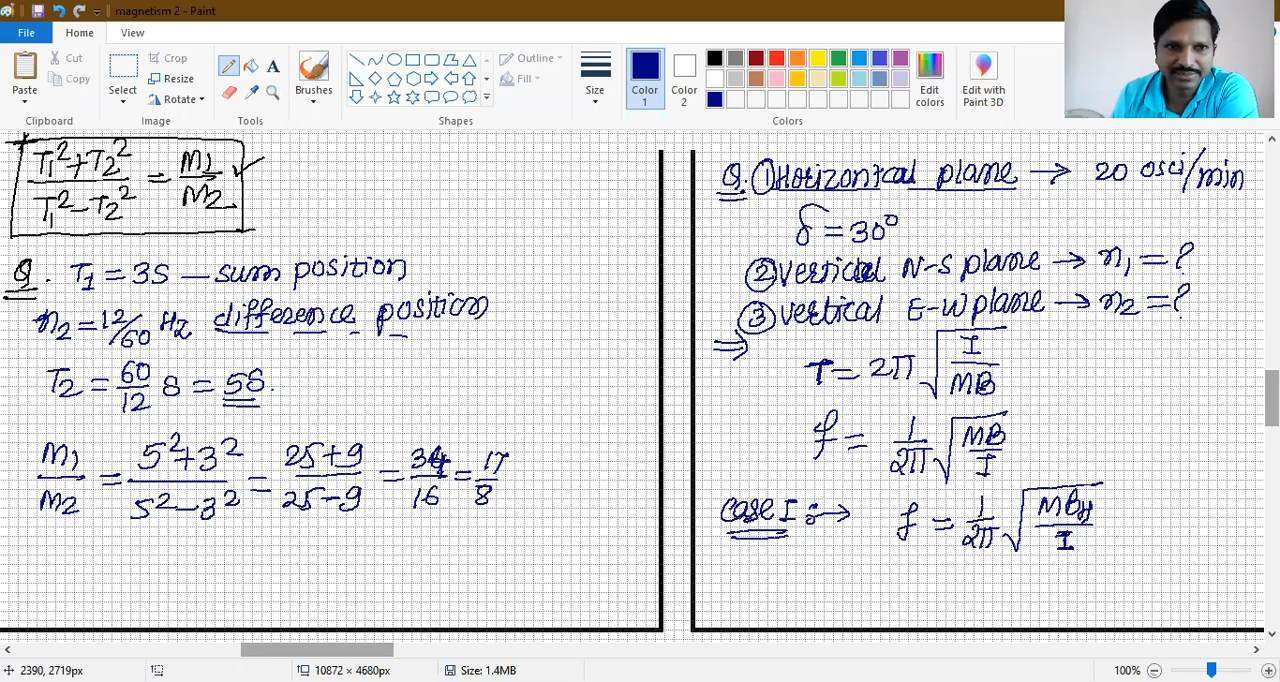 magnetism 2 - Paint
File Home View
Paste
Cut
Copy
Clipboard
Select
Crop
Resize
Rotate
Image
A
Tools
Brushes
Outline
Fill
Shapes
Size
Color 1
Color 2
Edit colors
Edit with Paint 3D
Colors
T₁²+T₂² / T₁²-T₂² = M₁/M₂ ✓
Q. T₁ = 3S — sum position
n₂ = 12/60 Hz difference position
T₂ = 60/12 S = 5S.
M₁/M₂ = 5²+3² / 5²-3² = 25+9 / 25-9 = 34/16 = 17/8
Q. ① Horizontal plane → 20 osci/min
δ = 30°
② vertical N-S plane → n₁ = ?
③ vertical E-W plane → n₂ = ?
⇒ T = 2π √(I/MB)
f = 1/2π √(MB/I)
Case I :→ f = 1/2π √(MB_H/I)
2390, 2719px
10872 × 4680px
Size: 1.4MB
100%